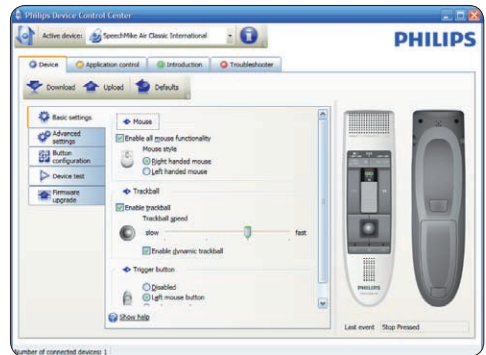 Philips Device Control Center
Active device: SpeechMike Air Classic International
PHILIPS
Device Application control Introduction Troubleshooter
Download Upload Defaults
Basic settings
Advanced settings
Button configuration
Device test
Firmware upgrade
Mouse
Enable all mouse functionality
Mouse style
Right handed mouse
Left handed mouse
Trackball
Enable trackball
Trackball speed
slow fast
Enable dynamic trackball
Trigger button
Disabled
Left mouse button
Show help
PHILIPS
Last event Stop Pressed
Number of connected devices: 1